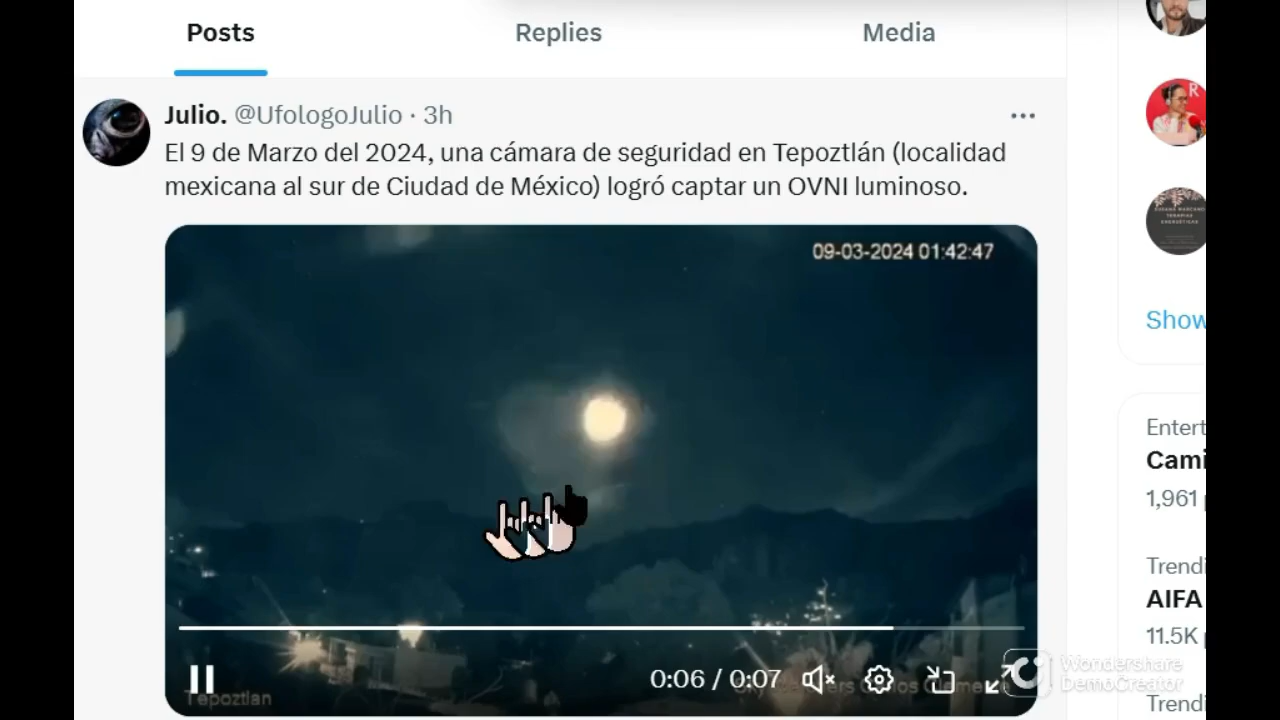 Posts
Replies
Media
Julio. @UfologoJulio · 3h
El 9 de Marzo del 2024, una cámara de seguridad en Tepoztlán (localidad
mexicana al sur de Ciudad de México) logró captar un OVNI luminoso.
09-03-2024 01:42:47
0:06 / 0:07
Tepoztlan
R
Show
Entert
Cami
1,961
Trendi
AIFA
11.5K
Trendi
Wondershare
DemoCreator